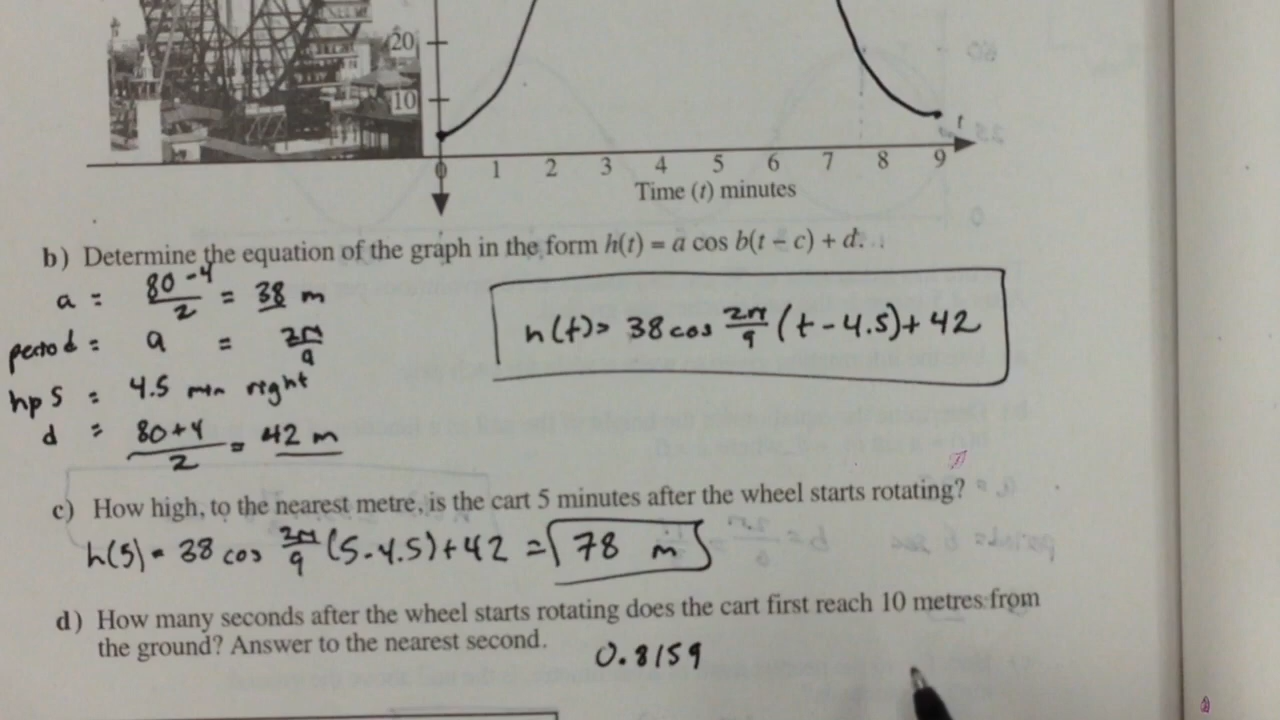 20
10
t
0 1 2 3 4 5 6 7 8 9
Time (t) minutes
b) Determine the equation of the graph in the form h(t) = a cos b(t – c) + d.
a = 80-4/2 = 38 m
h(t) = 38 cos 2π/9 (t - 4.5) + 42
period = 9 = 2π/9
hps = 4.5 min right
d = 80+4/2 = 42 m
c) How high, to the nearest metre, is the cart 5 minutes after the wheel starts rotating?
h(5) = 38 cos 2π/9 (5-4.5)+42 = 78 m
d) How many seconds after the wheel starts rotating does the cart first reach 10 metres from
the ground? Answer to the nearest second.
0.8159